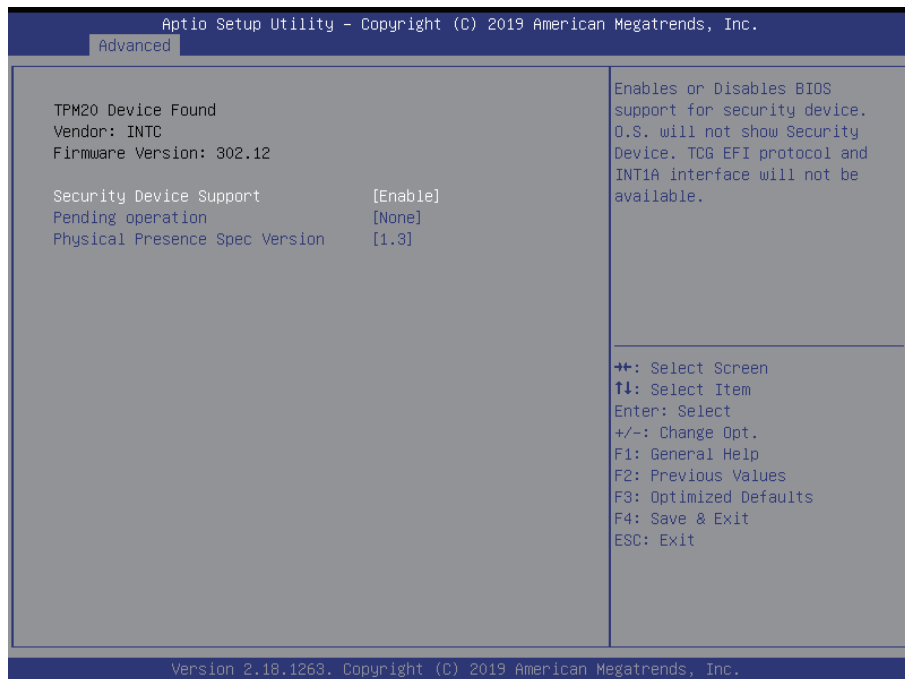 Aptio Setup Utility – Copyright (C) 2019 American Megatrends, Inc.
Advanced
TPM20 Device Found
Vendor: INTC
Firmware Version: 302.12
Security Device Support [Enable]
Pending operation [None]
Physical Presence Spec Version [1.3]
Enables or Disables BIOS
support for security device.
O.S. will not show Security
Device. TCG EFI protocol and
INT1A interface will not be
available.
→←: Select Screen
↑↓: Select Item
Enter: Select
+/-: Change Opt.
F1: General Help
F2: Previous Values
F3: Optimized Defaults
F4: Save & Exit
ESC: Exit
Version 2.18.1263. Copyright (C) 2019 American Megatrends, Inc.